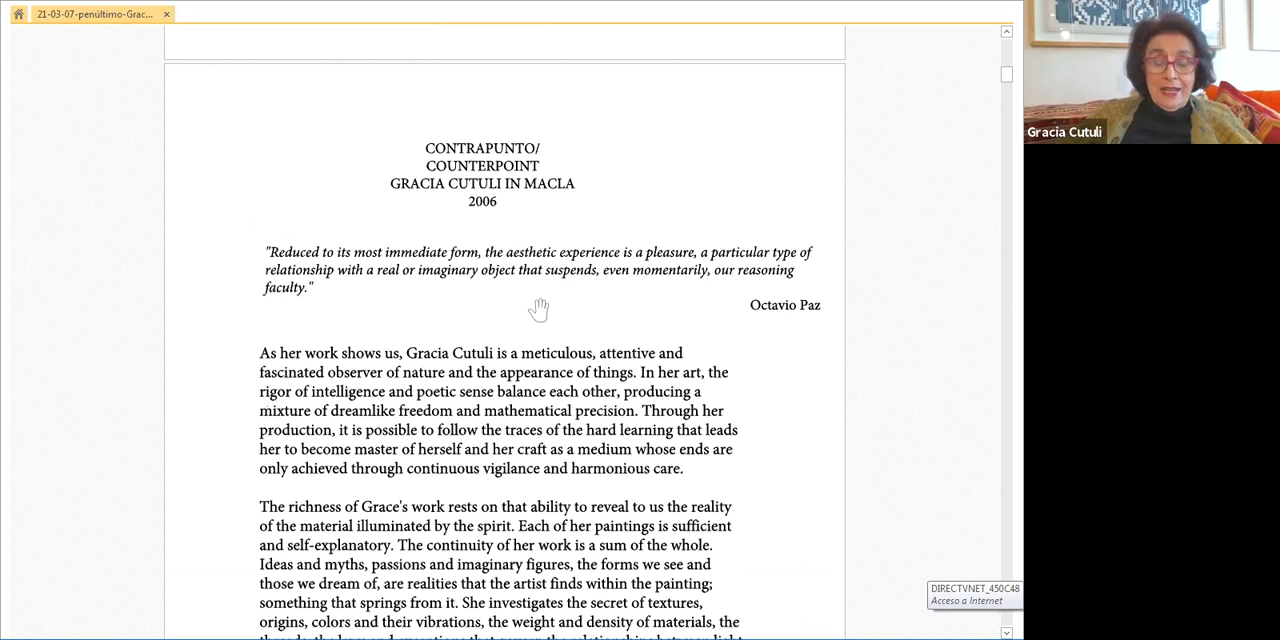 21-03-07-penúltimo-Grac...
CONTRAPUNTO/
COUNTERPOINT
GRACIA CUTULI IN MACLA
2006
"Reduced to its most immediate form, the aesthetic experience is a pleasure, a particular type of
relationship with a real or imaginary object that suspends, even momentarily, our reasoning
faculty."
Octavio Paz
As her work shows us, Gracia Cutuli is a meticulous, attentive and
fascinated observer of nature and the appearance of things. In her art, the
rigor of intelligence and poetic sense balance each other, producing a
mixture of dreamlike freedom and mathematical precision. Through her
production, it is possible to follow the traces of the hard learning that leads
her to become master of herself and her craft as a medium whose ends are
only achieved through continuous vigilance and harmonious care.
The richness of Grace's work rests on that ability to reveal to us the reality
of the material illuminated by the spirit. Each of her paintings is sufficient
and self-explanatory. The continuity of her work is a sum of the whole.
Ideas and myths, passions and imaginary figures, the forms we see and
those we dream of, are realities that the artist finds within the painting;
something that springs from it. She investigates the secret of textures,
origins, colors and their vibrations, the weight and density of materials, the
Gracia Cutuli
DIRECTVNET_450C48
Acceso a Internet